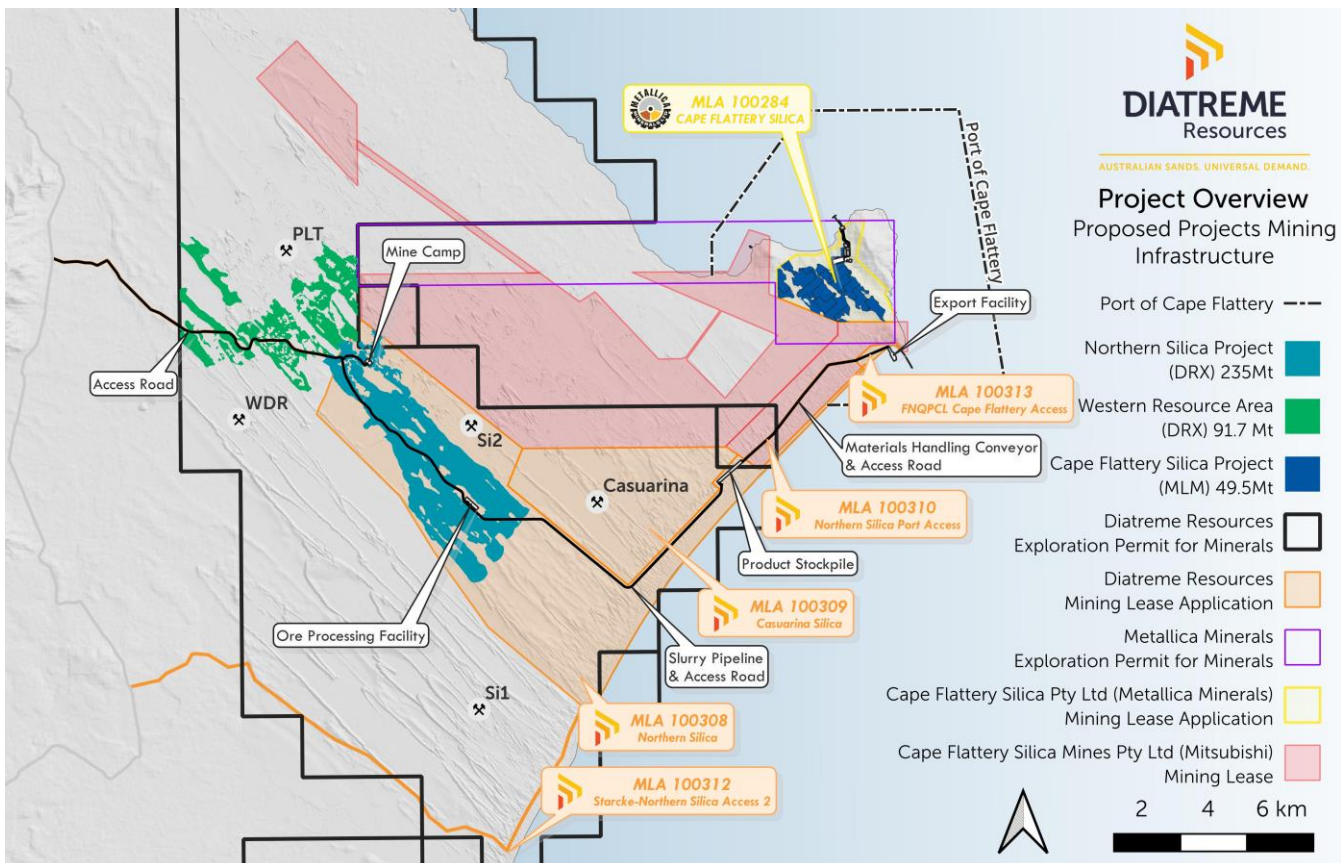 METALLICA
MLA 100284
CAPE FLATTERY SILICA
Port of Cape Flattery
PLT
Mine Camp
Export Facility
Access Road
WDR
Si2
MLA 100313
FNQPCL Cape Flattery Access
Materials Handling Conveyor
& Access Road
Casuarina
MLA 100310
Northern Silica Port Access
Product Stockpile
MLA 100309
Casuarina Silica
Ore Processing Facility
Slurry Pipeline
& Access Road
Si1
MLA 100308
Northern Silica
MLA 100312
Starcke-Northern Silica Access 2
DIATREME
Resources
AUSTRALIAN SANDS. UNIVERSAL DEMAND.
Project Overview
Proposed Projects Mining
Infrastructure
Port of Cape Flattery
Northern Silica Project
(DRX) 235Mt
Western Resource Area
(DRX) 91.7 Mt
Cape Flattery Silica Project
(MLM) 49.5Mt
Diatreme Resources
Exploration Permit for Minerals
Diatreme Resources
Mining Lease Application
Metallica Minerals
Exploration Permit for Minerals
Cape Flattery Silica Pty Ltd (Metallica Minerals)
Mining Lease Application
Cape Flattery Silica Mines Pty Ltd (Mitsubishi)
Mining Lease
2 4 6 km